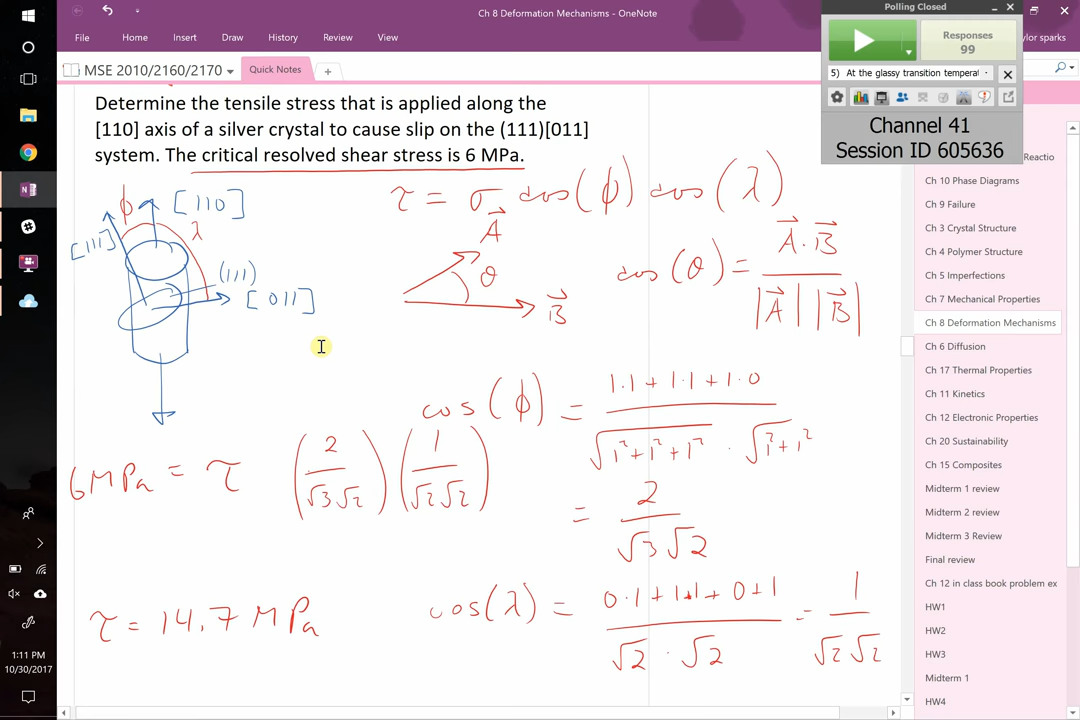 Ch 8 Deformation Mechanisms - OneNote
Polling Closed
File Home Insert Draw History Review View
Responses
99
MSE 2010/2160/2170
Quick Notes
5) At the glassy transition temperat
Channel 41
Session ID 605636
Determine the tensile stress that is applied along the
[110] axis of a silver crystal to cause slip on the (111)[011]
system. The critical resolved shear stress is 6 MPa.
τ = σ cos(ϕ) cos(λ)
ϕ
[110]
λ
[111]
(111)
[011]
A
θ
B
cos(θ) = A·B / |A| |B|
cos(ϕ) = 1·1 + 1·1 + 1·0 / √1²+1²+1² · √1²+1²
6MPa = τ (2 / √3√2) (1 / √2√2)
= 2 / √3√2
cos(λ) = 0·1 + 1·1 + 0+1 / √2 · √2 = 1 / √2√2
τ = 14.7 MPa
Ch 10 Phase Diagrams
Ch 9 Failure
Ch 3 Crystal Structure
Ch 4 Polymer Structure
Ch 5 Imperfections
Ch 7 Mechanical Properties
Ch 8 Deformation Mechanisms
Ch 6 Diffusion
Ch 17 Thermal Properties
Ch 11 Kinetics
Ch 12 Electronic Properties
Ch 20 Sustainability
Ch 15 Composites
Midterm 1 review
Midterm 2 review
Midterm 3 Review
Final review
Ch 12 in class book problem ex
HW1
HW2
HW3
Midterm 1
HW4
1:11 PM
10/30/2017